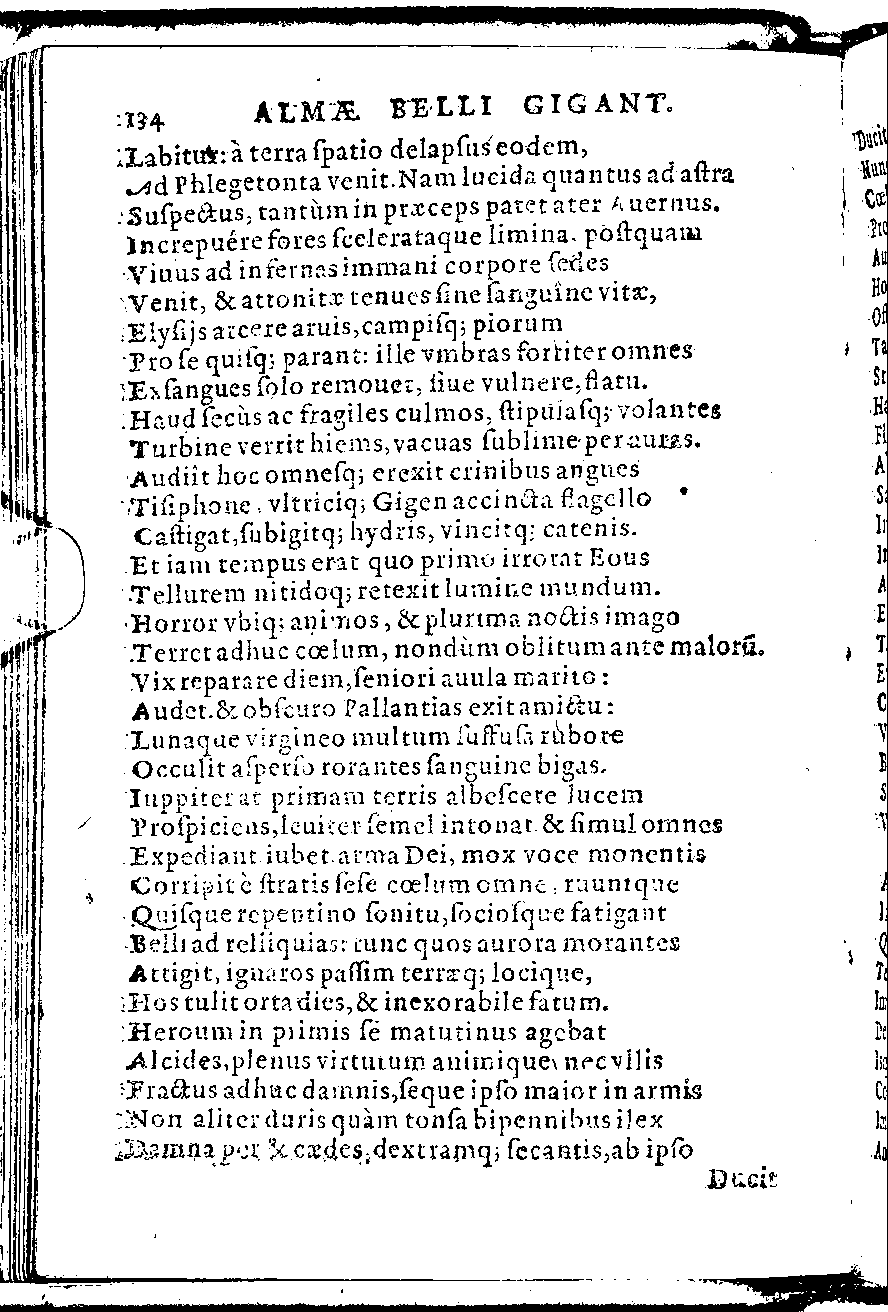 134 ALMÆ BELLI GIGANT.
Labitur: à terra ſpatio delapſus eodem,
Ad Phlegetonta venit. Nam lucida quantus ad aſtra
Suſpectus, tantùm in præceps patet ater Auernus.
Increpuére fores ſcelerataque limina. poſtquam
Viuus ad infernas immani corpore ſedes
Venit, & attonitæ tenues ſine ſanguine vitæ,
Elyſijs arcere aruis, campiſq; piorum
Pro ſe quiſq; parant: ille vmbras fortiter omnes
Exſangues ſolo remouet, ſiue vulnere, flatu.
Haud ſecùs ac fragiles culmos, ſtipulaſq; volantes
Turbine verrit hiems, vacuas ſublime per auras.
Audiit hoc omneſq; erexit crinibus angues
Tiſiphone, vltriciq; Gigen accincta flagello
Caſtigat, ſubigitq; hydris, vincitq; catenis.
Et iam tempus erat quo primo irrorat Eous
Tellurem nitidoq; retexit lumine mundum.
Horror vbiq; animos, & plurima noctis imago
Terret adhuc cœlum, nondùm oblitum ante malorũ.
Vix reparare diem, ſeniori auula marito:
Audet. & obſcuro Pallantias exit amictu:
Lunaque virgineo multum ſuffuſa rubore
Occulit aſperſo rorantes ſanguine bigas.
Iuppiter at primam terris albeſcere lucem
Proſpiciens, leuiter ſemel intonat. & ſimul omnes
Expediant iubet arma Dei, mox voce monentis
Corripit è ſtratis ſeſe cœlum omne, ruuntque
Quiſque repentino ſonitu, ſocioſque fatigant
Belli ad relliquias: tunc quos aurora morantes
Attigit, ignaros paſſim terræq; locique,
Hos tulit orta dies, & inexorabile fatum.
Heroum in primis ſe matutinus agebat
Alcides, plenus virtutum animique, nec vllis
Fractus adhuc damnis, ſeque ipſo maior in armis
Non aliter duris quàm tonſa bipennibus ilex
Damna per & cædes, dextramq; ſecantis, ab ipſo
Ducit